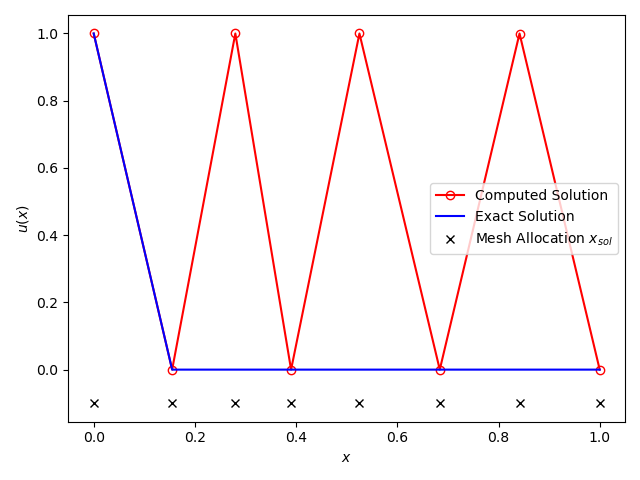 1.0
0.8
0.6
0.4
0.2
0.0
u(x)
Computed Solution
Exact Solution
Mesh Allocation x_sol
0.0 0.2 0.4 0.6 0.8 1.0
x